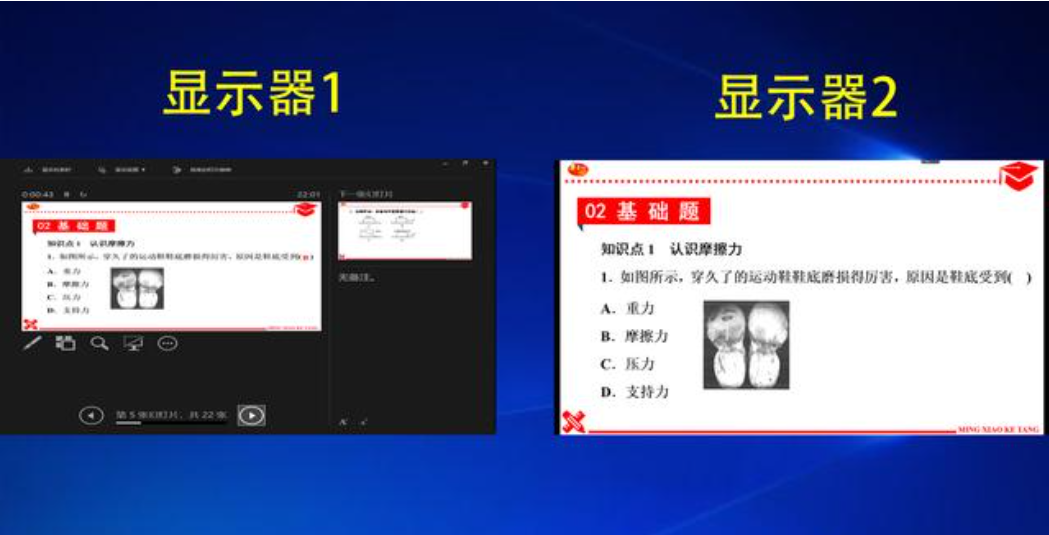 显示器1
显示器2
0:00:43
22:01
下一张幻灯片
02 基础题
知识点 1 认识摩擦力
1. 如图所示，穿久了的运动鞋鞋底磨损得厉害，原因是鞋底受到(B)
A. 重力
B. 摩擦力
C. 压力
D. 支持力
无备注。
第 5 张幻灯片，共 22 张
02 基础题
知识点 1 认识摩擦力
1. 如图所示，穿久了的运动鞋鞋底磨损得厉害，原因是鞋底受到( )
A. 重力
B. 摩擦力
C. 压力
D. 支持力
MING XIAO KE TANG